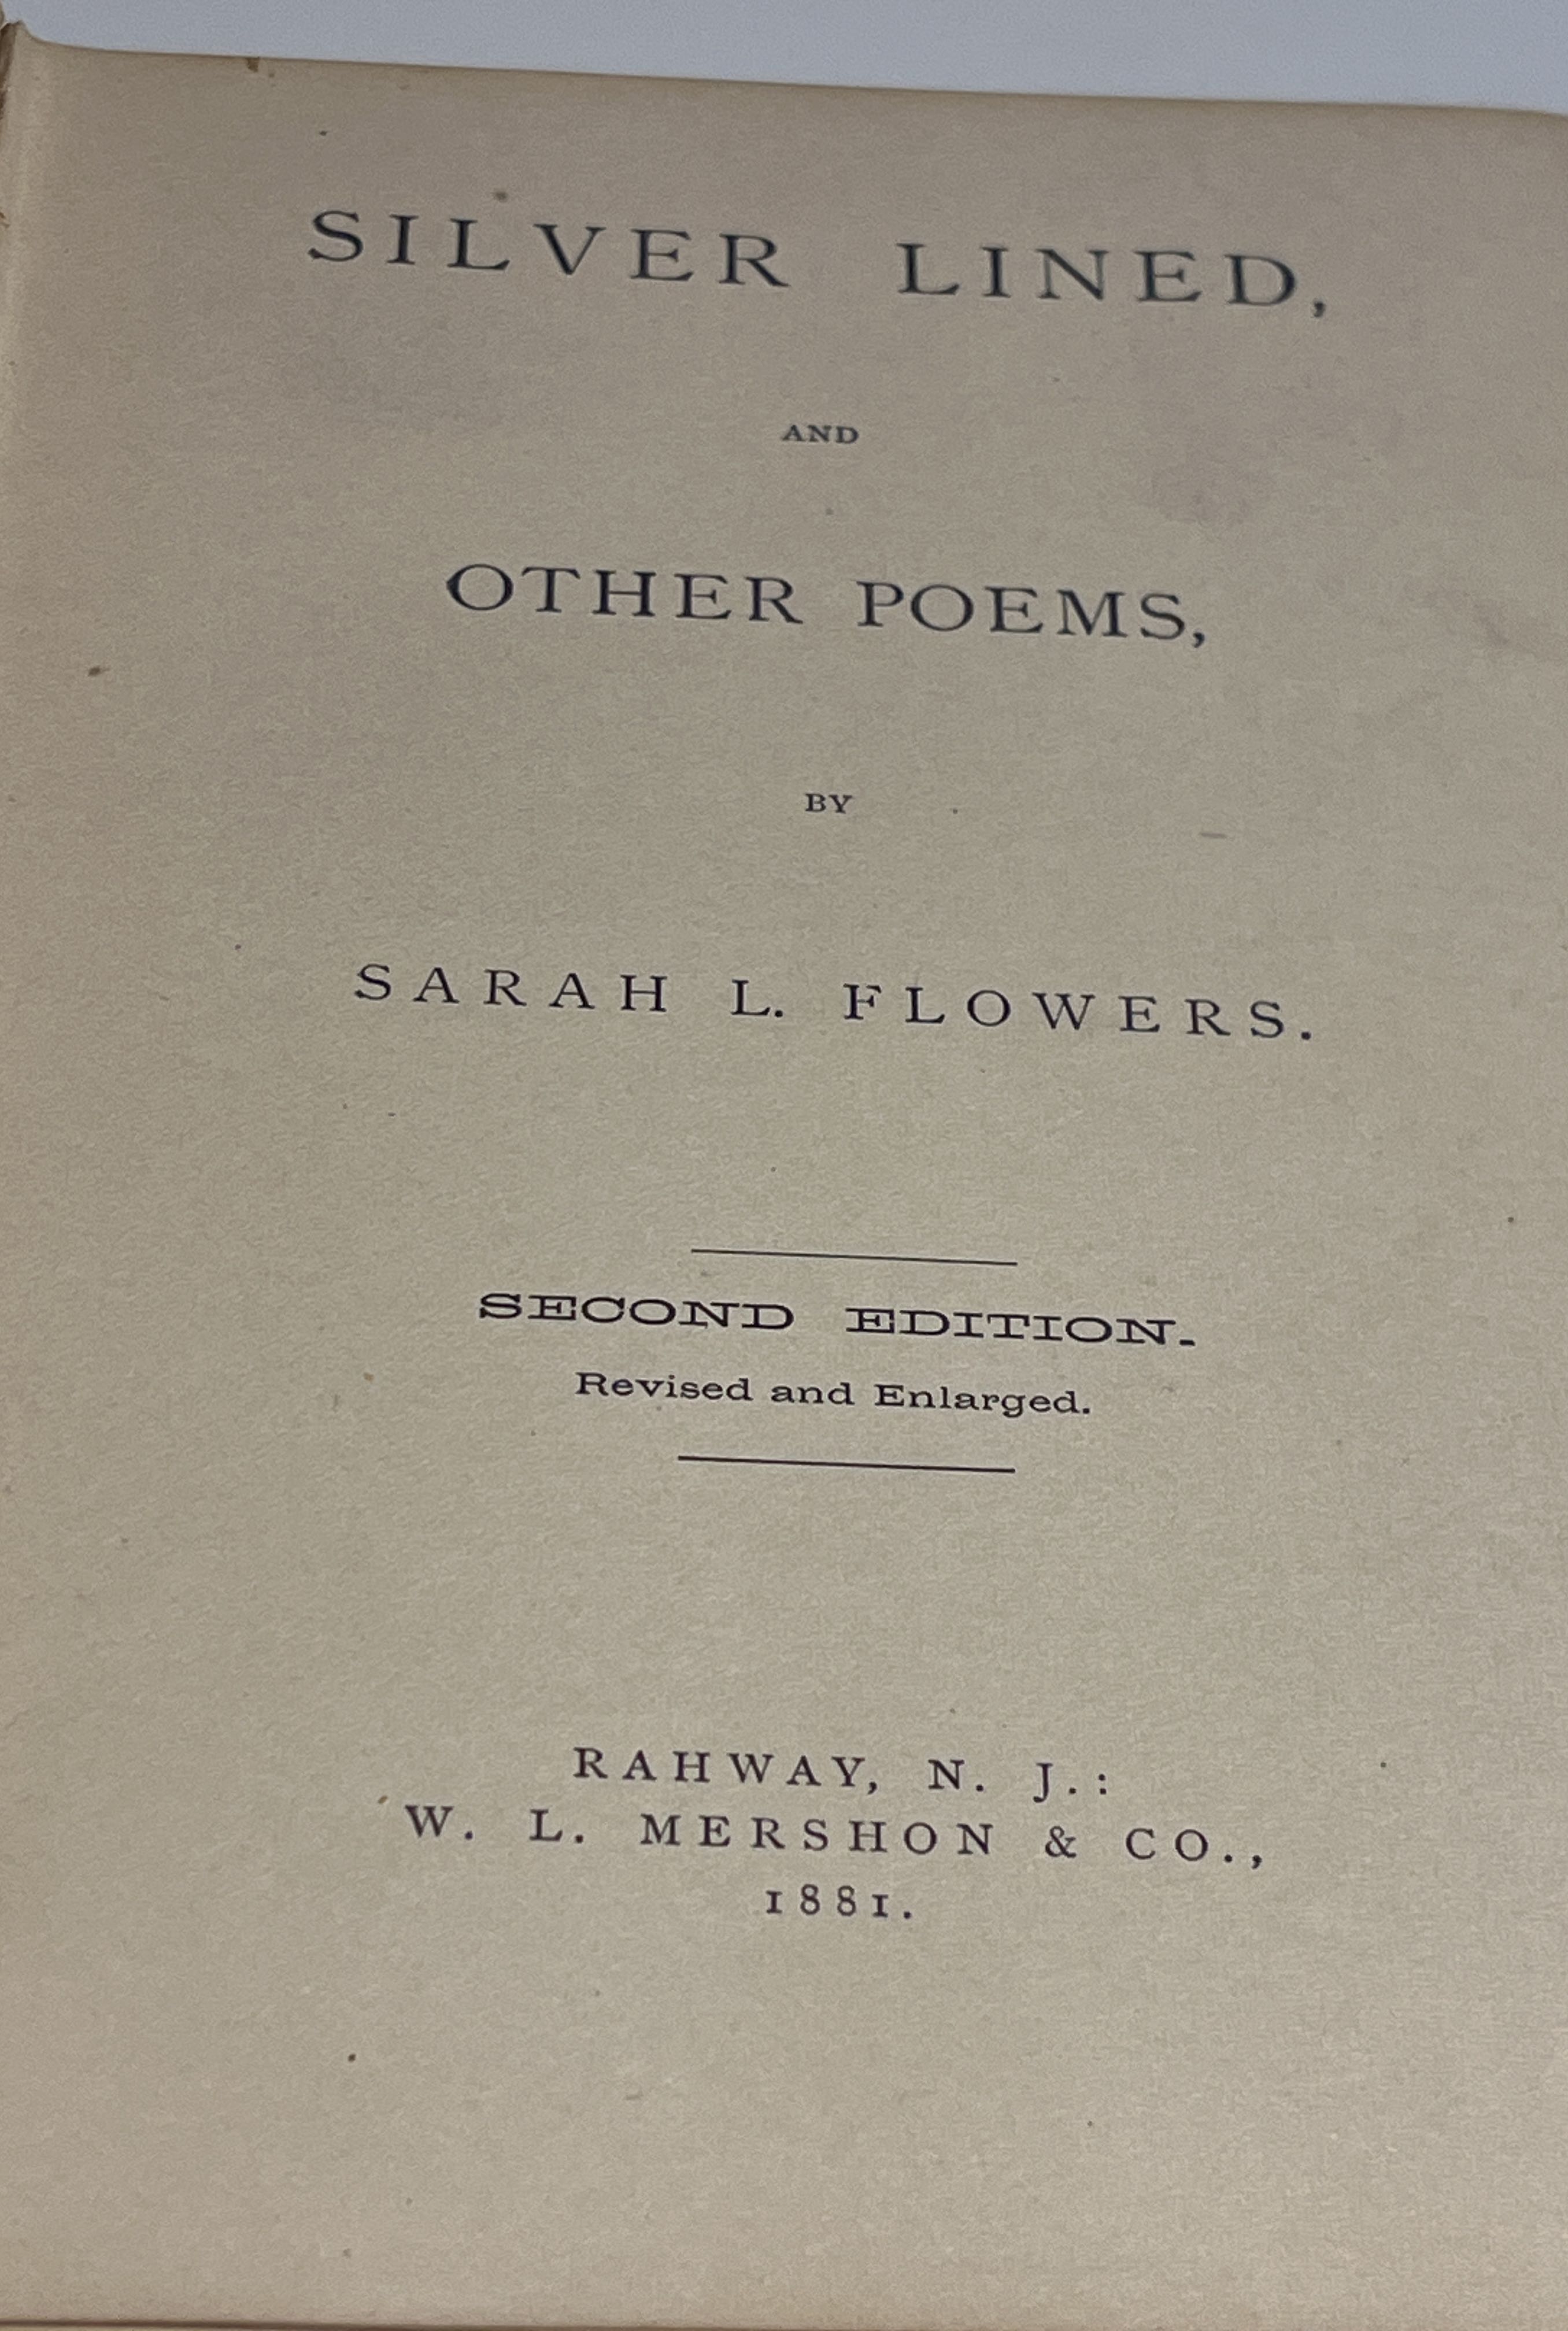 SILVER LINED,
AND
OTHER POEMS,
BY
SARAH L. FLOWERS.
SECOND EDITION.
Revised and Enlarged.
RAHWAY, N. J.:
W. L. MERSHON & CO.,
1881.